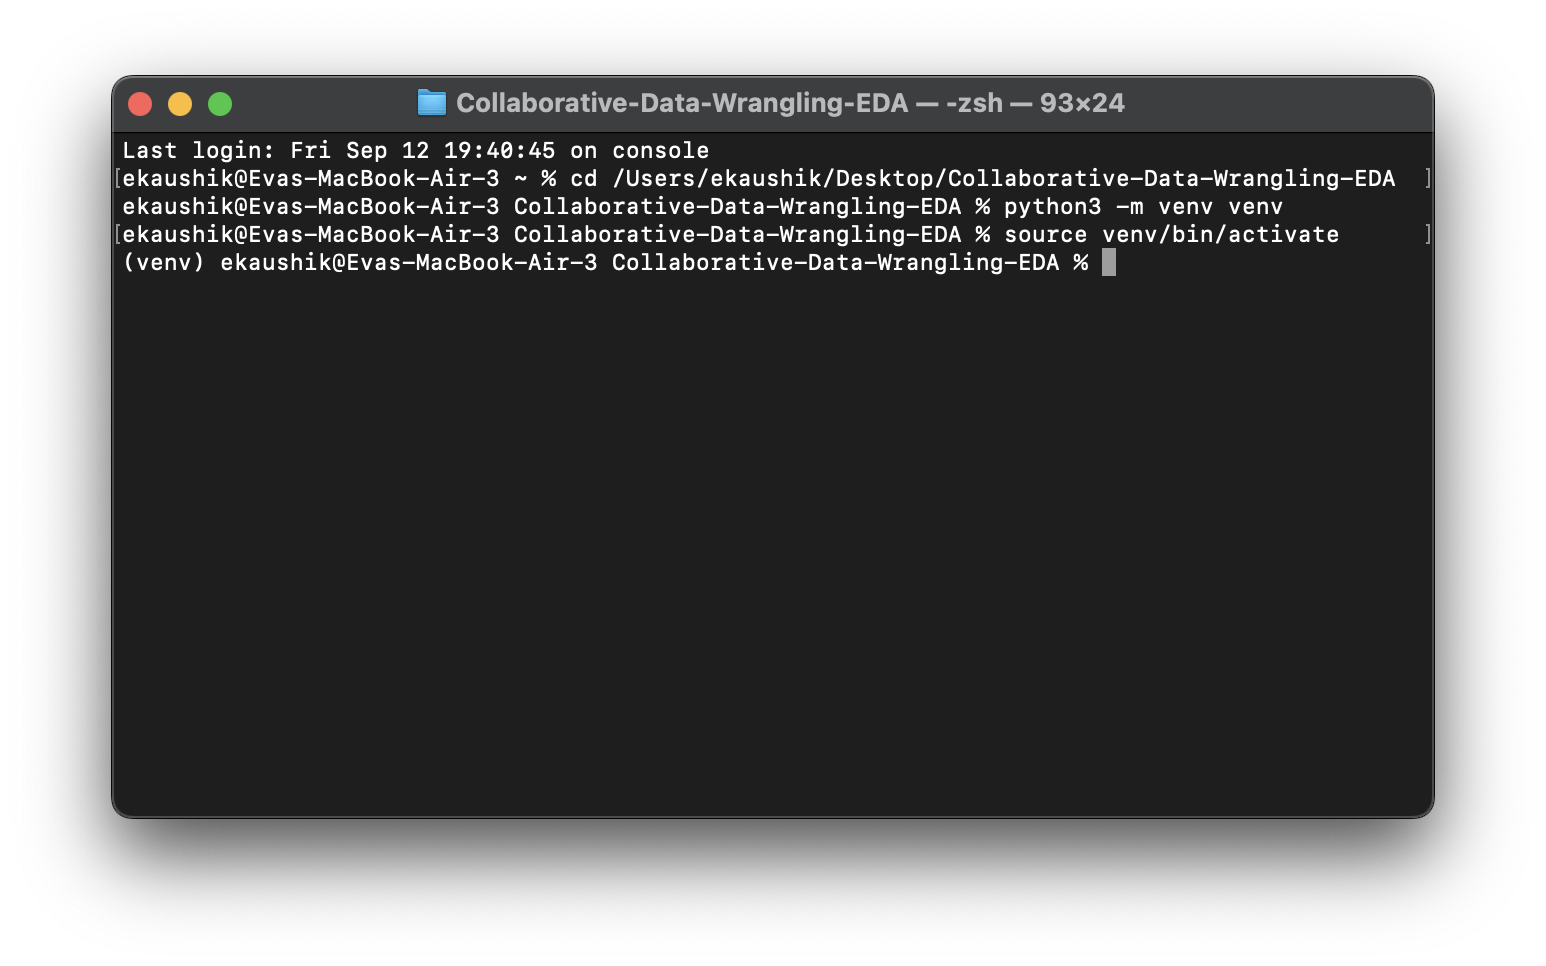 Collaborative-Data-Wrangling-EDA — -zsh — 93×24
Last login: Fri Sep 12 19:40:45 on console
[ekaushik@Evas-MacBook-Air-3 ~ % cd /Users/ekaushik/Desktop/Collaborative-Data-Wrangling-EDA ]
ekaushik@Evas-MacBook-Air-3 Collaborative-Data-Wrangling-EDA % python3 -m venv venv
[ekaushik@Evas-MacBook-Air-3 Collaborative-Data-Wrangling-EDA % source venv/bin/activate ]
(venv) ekaushik@Evas-MacBook-Air-3 Collaborative-Data-Wrangling-EDA %